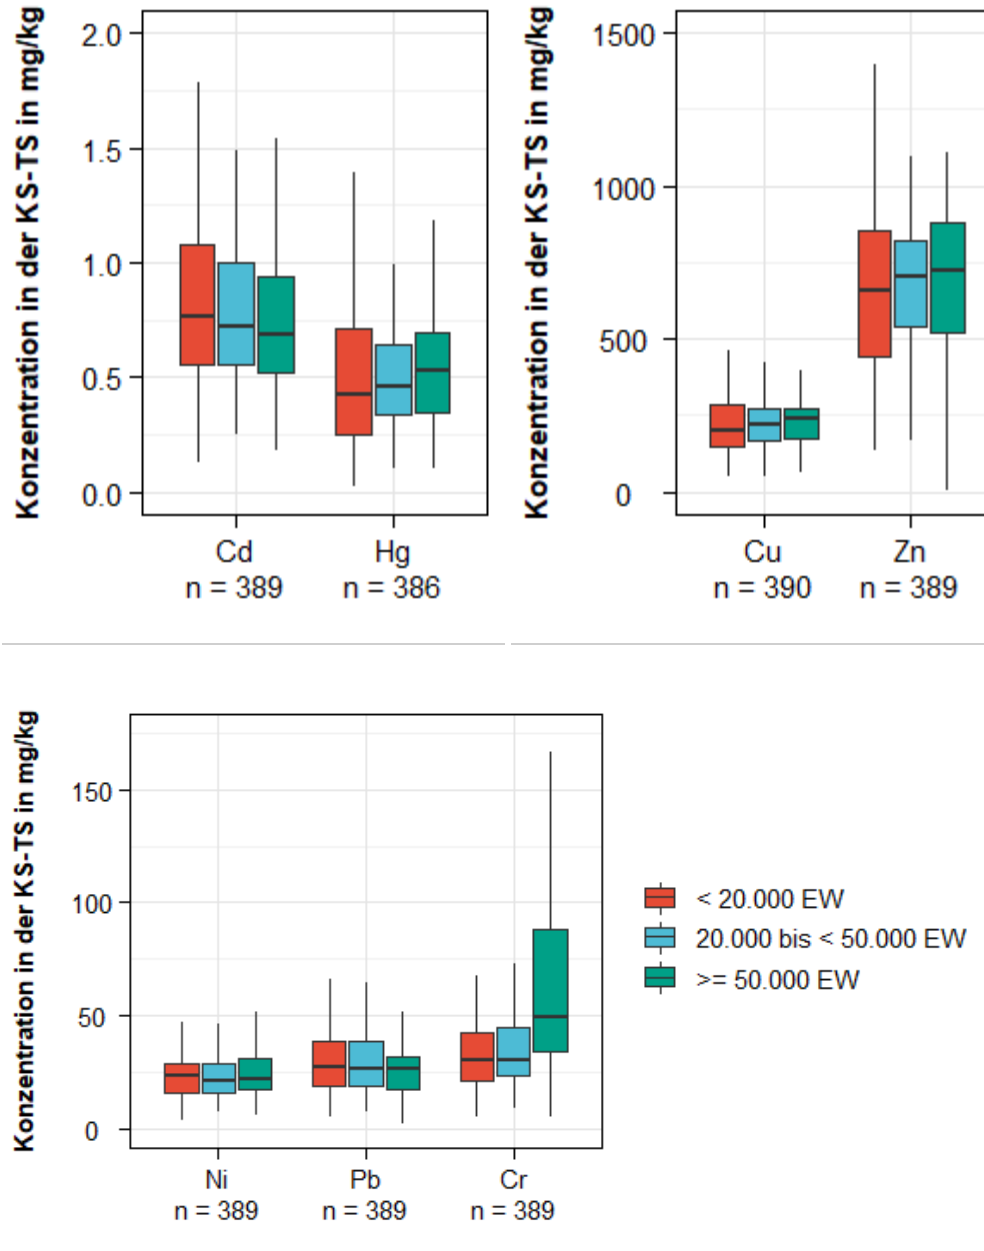 Konzentration in der KS-TS in mg/kg
2.0
1.5
1.0
0.5
0.0
Cd
Hg
n = 389
n = 386
Konzentration in der KS-TS in mg/kg
1500
1000
500
0
Cu
Zn
n = 390
n = 389
Konzentration in der KS-TS in mg/kg
150
100
50
0
Ni
Pb
Cr
n = 389
n = 389
n = 389
< 20.000 EW
20.000 bis < 50.000 EW
>= 50.000 EW